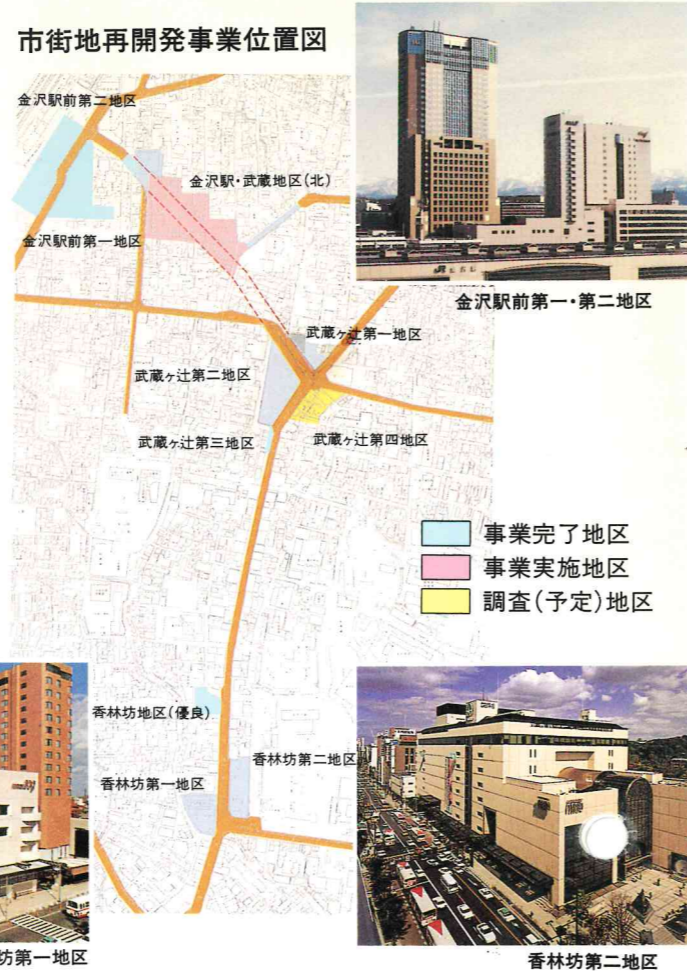 市街地再開発事業位置図
金沢駅前第二地区
金沢駅・武蔵地区(北)
金沢駅前第一地区
金沢駅前第一・第二地区
武蔵ヶ辻第一地区
武蔵ヶ辻第二地区
武蔵ヶ辻第三地区
武蔵ヶ辻第四地区
事業完了地区
事業実施地区
調査(予定)地区
香林坊地区(優良)
香林坊第二地区
香林坊第一地区
坊第一地区
香林坊第二地区